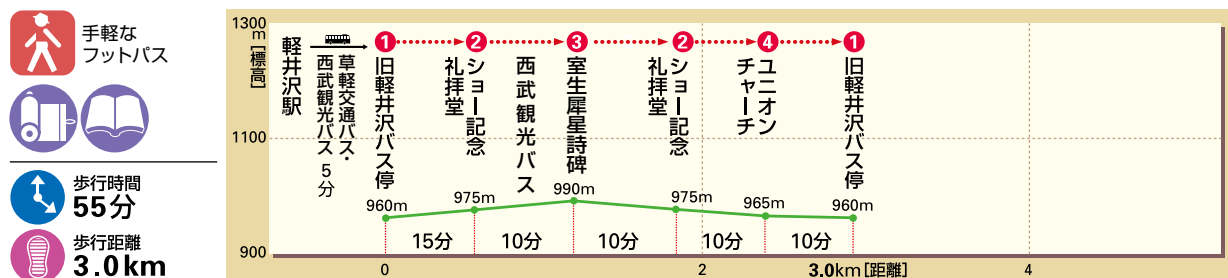 手軽な
フットパス
歩行時間
55分
歩行距離
3.0km
1300
m
[標高]
1100
900
軽井沢駅
草軽交通バス・
西武観光バス 5分
1
旧軽井沢バス停
2
ショー記念
礼拝堂
西武観光バス
3
室生犀星詩碑
2
ショー記念
礼拝堂
4
ユニオン
チャーチ
1
旧軽井沢バス停
960m
975m
990m
975m
965m
960m
15分
10分
10分
10分
10分
0
2
3.0km[距離]
4